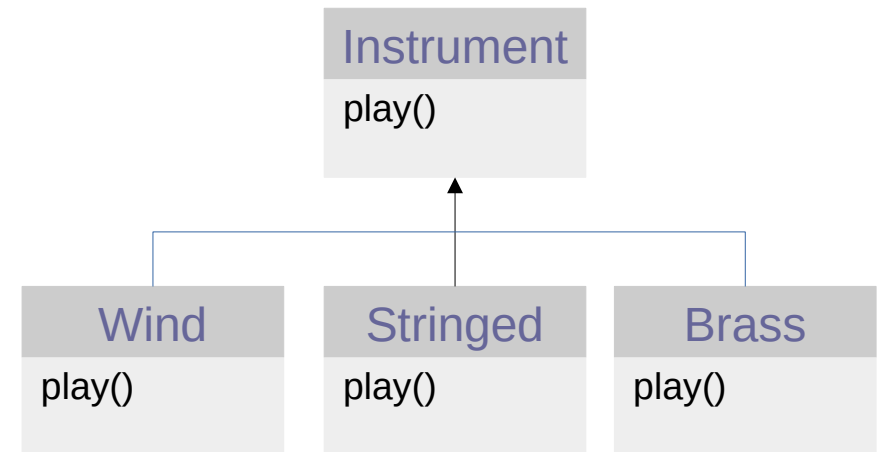 Instrument
play()
Wind
Stringed
Brass
play()
play()
play()